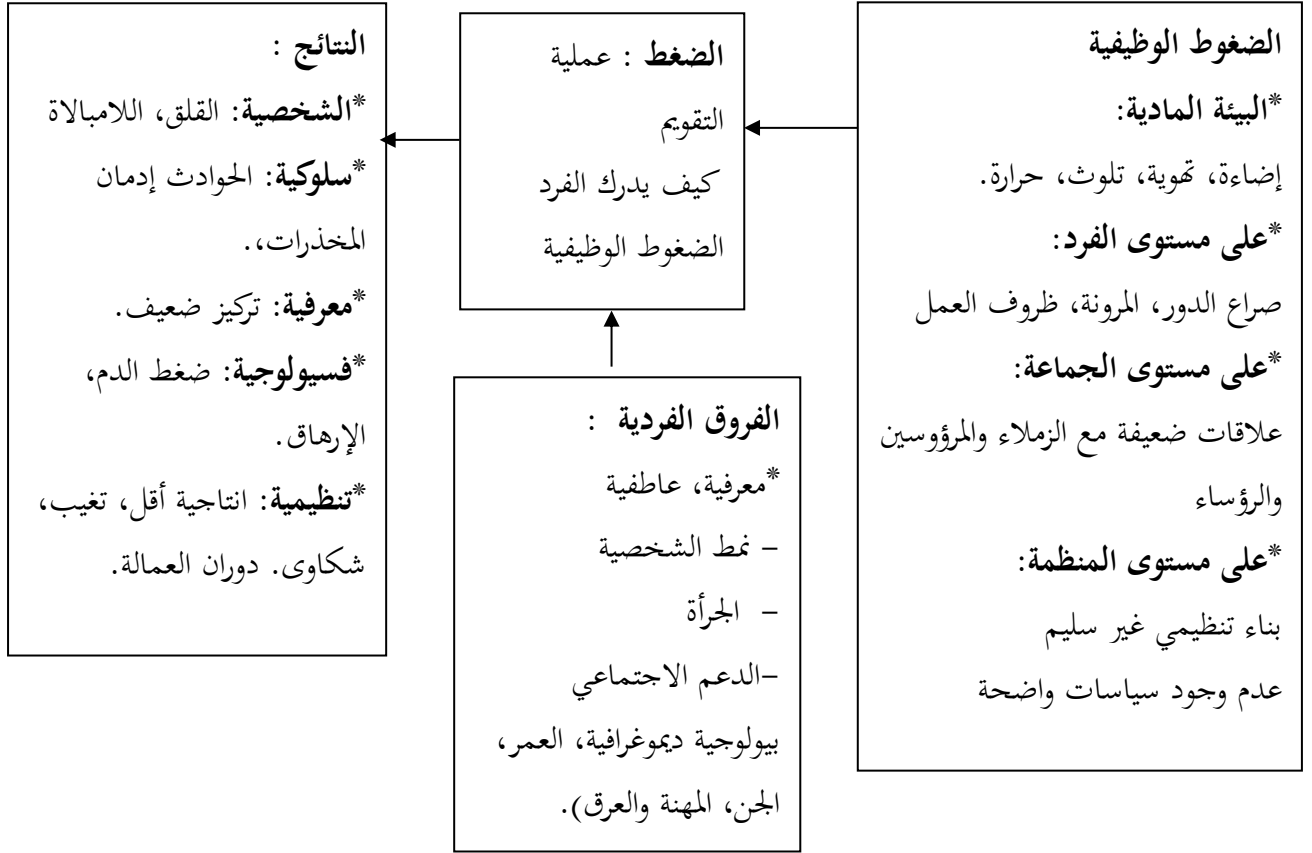 الضغوط الوظيفية
*البيئة المادية:
إضاءة، تهوية، تلوث، حرارة.
*على مستوى الفرد:
صراع الدور، المرونة، ظروف العمل
*على مستوى الجماعة:
علاقات ضعيفة مع الزملاء والمرؤوسين
والرؤساء
*على مستوى المنظمة:
بناء تنظيمي غير سليم
عدم وجود سياسات واضحة
الضغط : عملية
التقويم
كيف يدرك الفرد
الضغوط الوظيفية
الفروق الفردية :
*معرفية، عاطفية
- نمط الشخصية
- الجرأة
-الدعم الاجتماعي
بيولوجية ديموغرافية، العمر،
الجن، المهنة والعرق).
النتائج :
*الشخصية: القلق، اللامبالاة
*سلوكية: الحوادث إدمان
المخذرات،.
*معرفية: تركيز ضعيف.
*فسيولوجية: ضغط الدم،
الإرهاق.
*تنظيمية: انتاجية أقل، تغيب،
شكاوى. دوران العمالة.